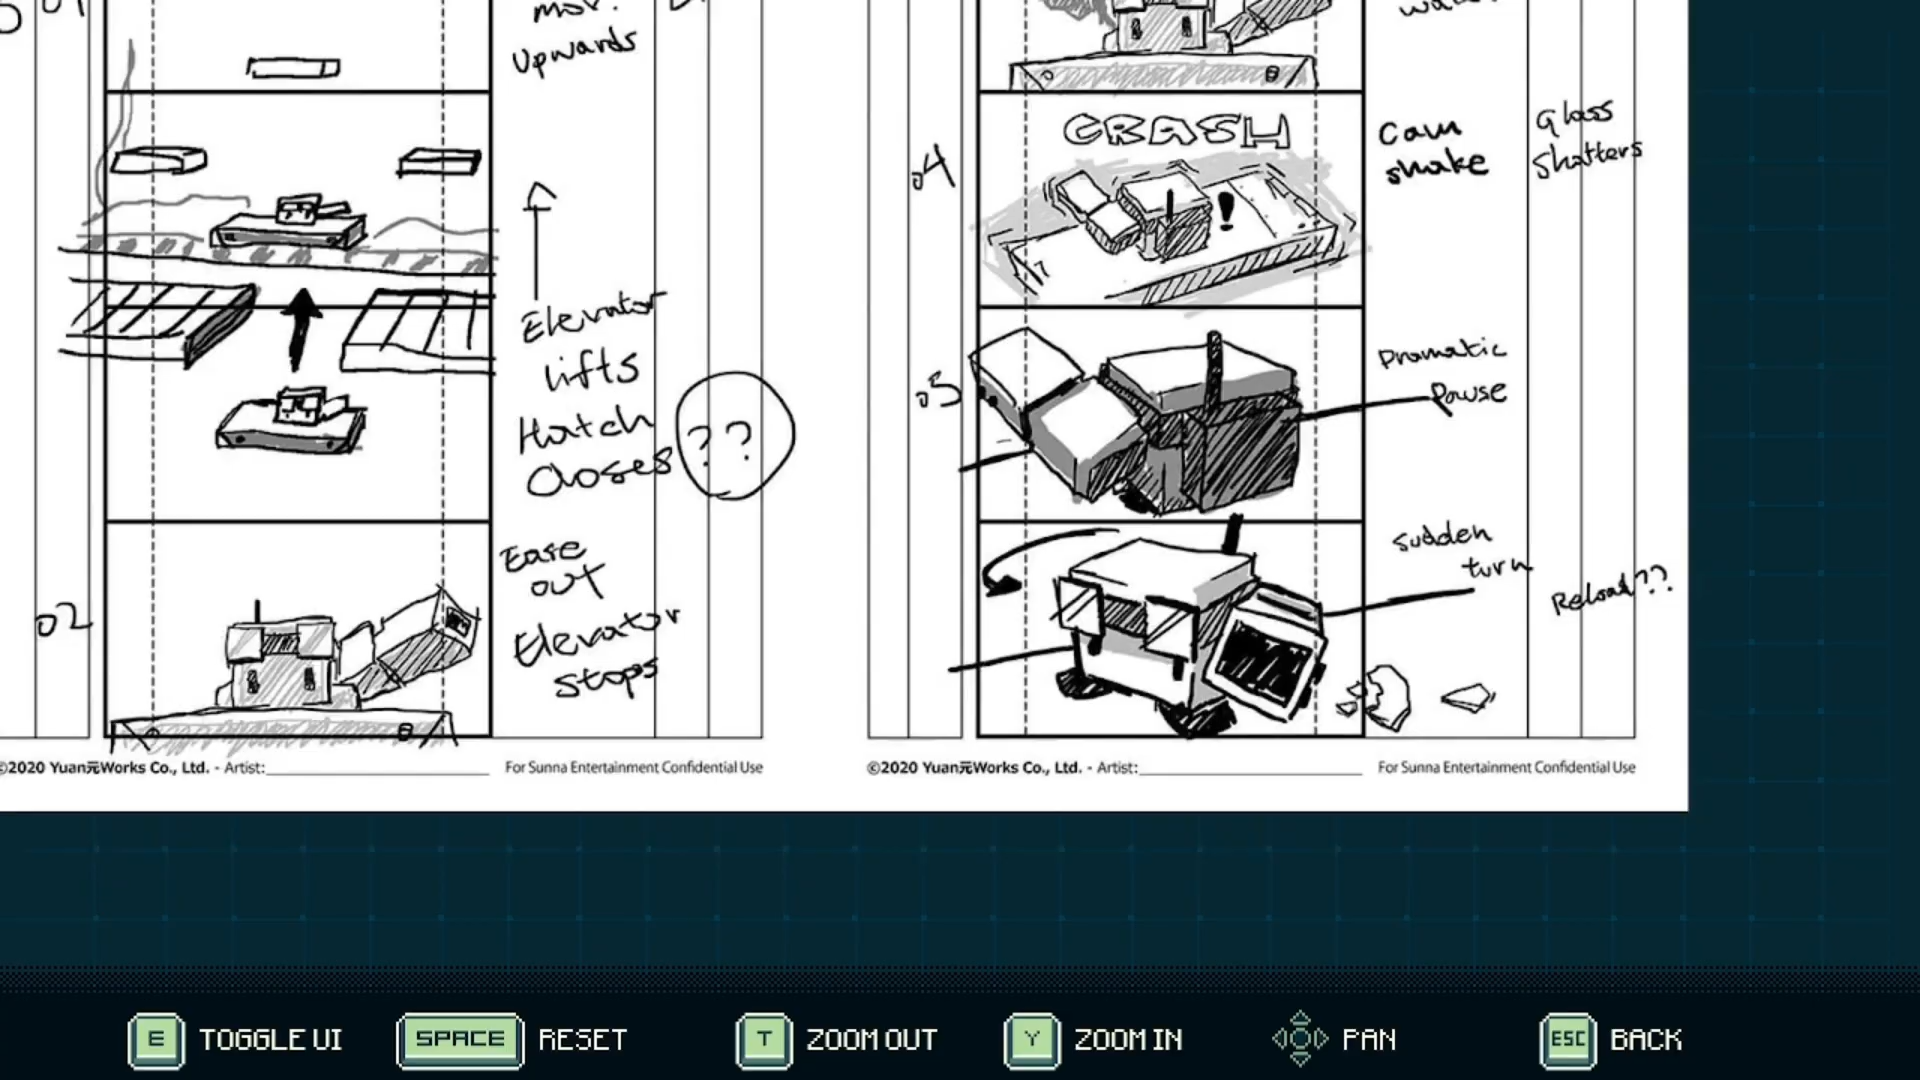 Upwards
Elevator
lifts
Hatch
Closes
??
02
Ease
out
Elevator
stops
©2020 Yuan元Works Co., Ltd. - Artist:
For Sunna Entertainment Confidential Use
04
CRASH
!
Cam
shake
Glass
Shatters
05
Dramatic
Pause
Sudden
turn
Reload??
©2020 Yuan元Works Co., Ltd. - Artist:
For Sunna Entertainment Confidential Use
E TOGGLE UI
SPACE RESET
T ZOOM OUT
Y ZOOM IN
PAN
ESC BACK